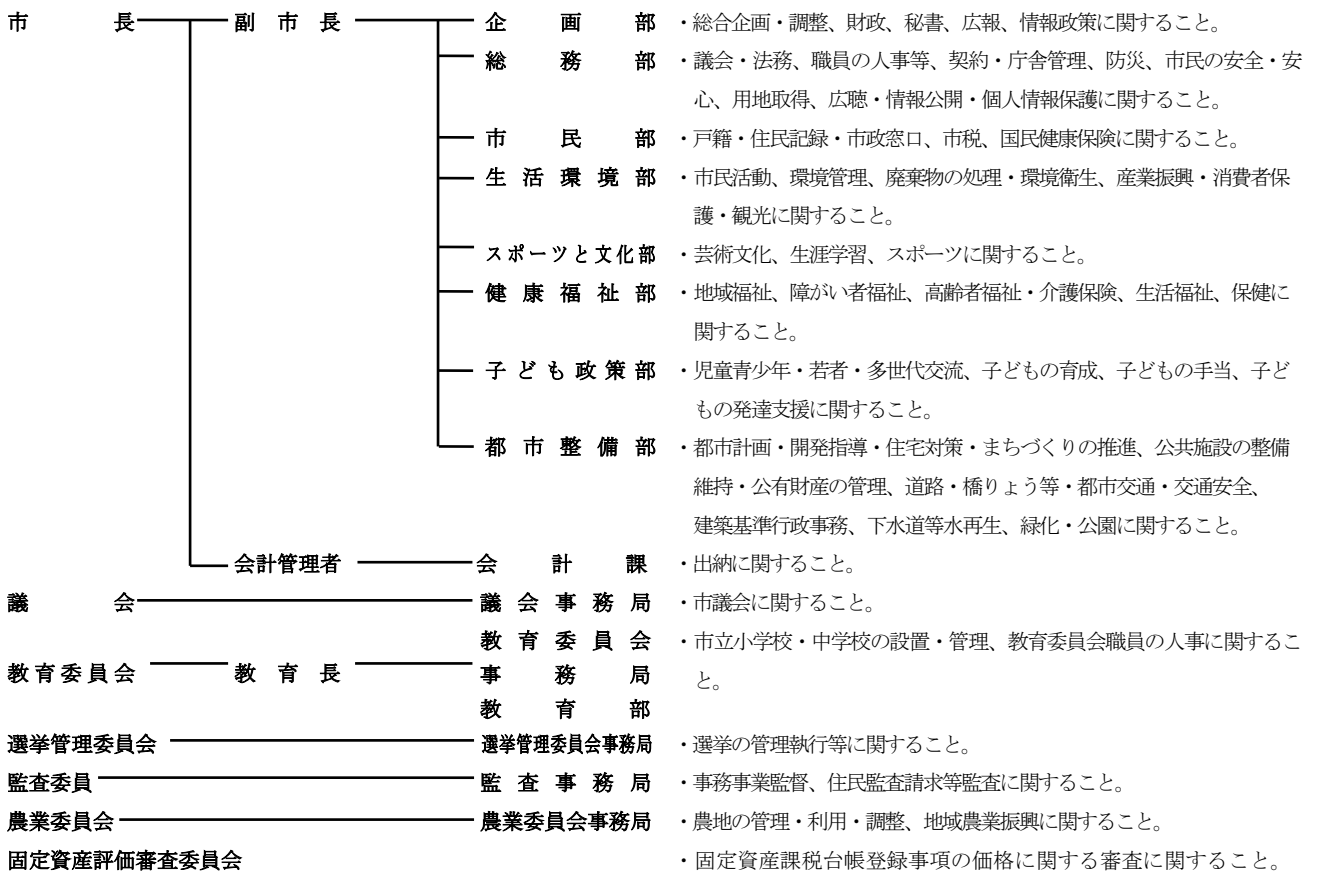 市長 副市長 企画部 ・総合企画・調整、財政、秘書、広報、情報政策に関すること。
総務部 ・議会・法務、職員の人事等、契約・庁舎管理、防災、市民の安全・安
心、用地取得、広聴・情報公開・個人情報保護に関すること。
市民部 ・戸籍・住民記録・市政窓口、市税、国民健康保険に関すること。
生活環境部 ・市民活動、環境管理、廃棄物の処理・環境衛生、産業振興・消費者保
護・観光に関すること。
スポーツと文化部 ・芸術文化、生涯学習、スポーツに関すること。
健康福祉部 ・地域福祉、障がい者福祉、高齢者福祉・介護保険、生活福祉、保健に
関すること。
子ども政策部 ・児童青少年・若者・多世代交流、子どもの育成、子どもの手当、子ど
もの発達支援に関すること。
都市整備部 ・都市計画・開発指導・住宅対策・まちづくりの推進、公共施設の整備
維持・公有財産の管理、道路・橋りょう等・都市交通・交通安全、
建築基準行政事務、下水道等水再生、緑化・公園に関すること。
会計管理者 会計課 ・出納に関すること。
議会 議会事務局 ・市議会に関すること。
教育委員会 ・市立小学校・中学校の設置・管理、教育委員会職員の人事に関するこ
教育委員会 教育長 事務局 と。
教育部
選挙管理委員会 選挙管理委員会事務局 ・選挙の管理執行等に関すること。
監査委員 監査事務局 ・事務事業監督、住民監査請求等監査に関すること。
農業委員会 農業委員会事務局 ・農地の管理・利用・調整、地域農業振興に関すること。
固定資産評価審査委員会 ・固定資産課税台帳登録事項の価格に関する審査に関すること。